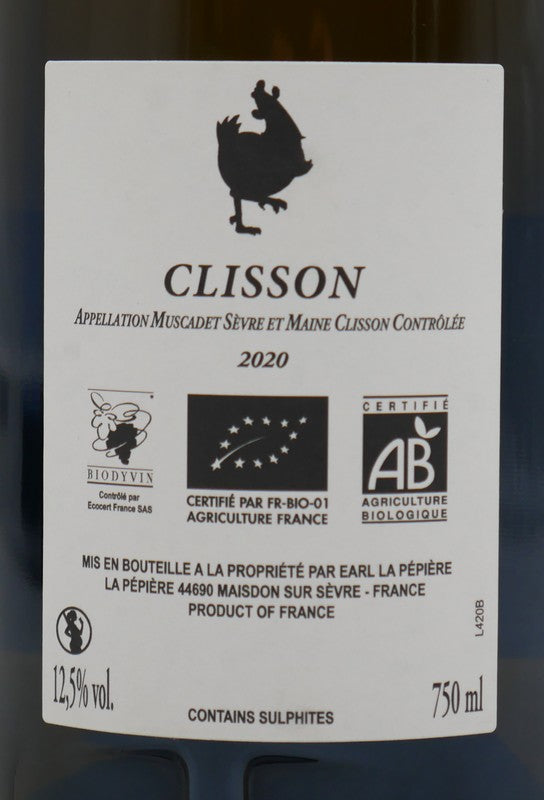 CLISSON
APPELLATION MUSCADET SÈVRE ET MAINE CLISSON CONTRÔLÉE
2020
BIODYVIN
Contrôlé par
Ecocert France SAS
CERTIFIÉ PAR FR-BIO-01
AGRICULTURE FRANCE
CERTIFIÉ
AB
AGRICULTURE
BIOLOGIQUE
MIS EN BOUTEILLE A LA PROPRIÉTÉ PAR EARL LA PÉPIÈRE
LA PÉPIÈRE 44690 MAISDON SUR SÈVRE - FRANCE
PRODUCT OF FRANCE
L420B
12,5% vol.
CONTAINS SULPHITES
750 ml